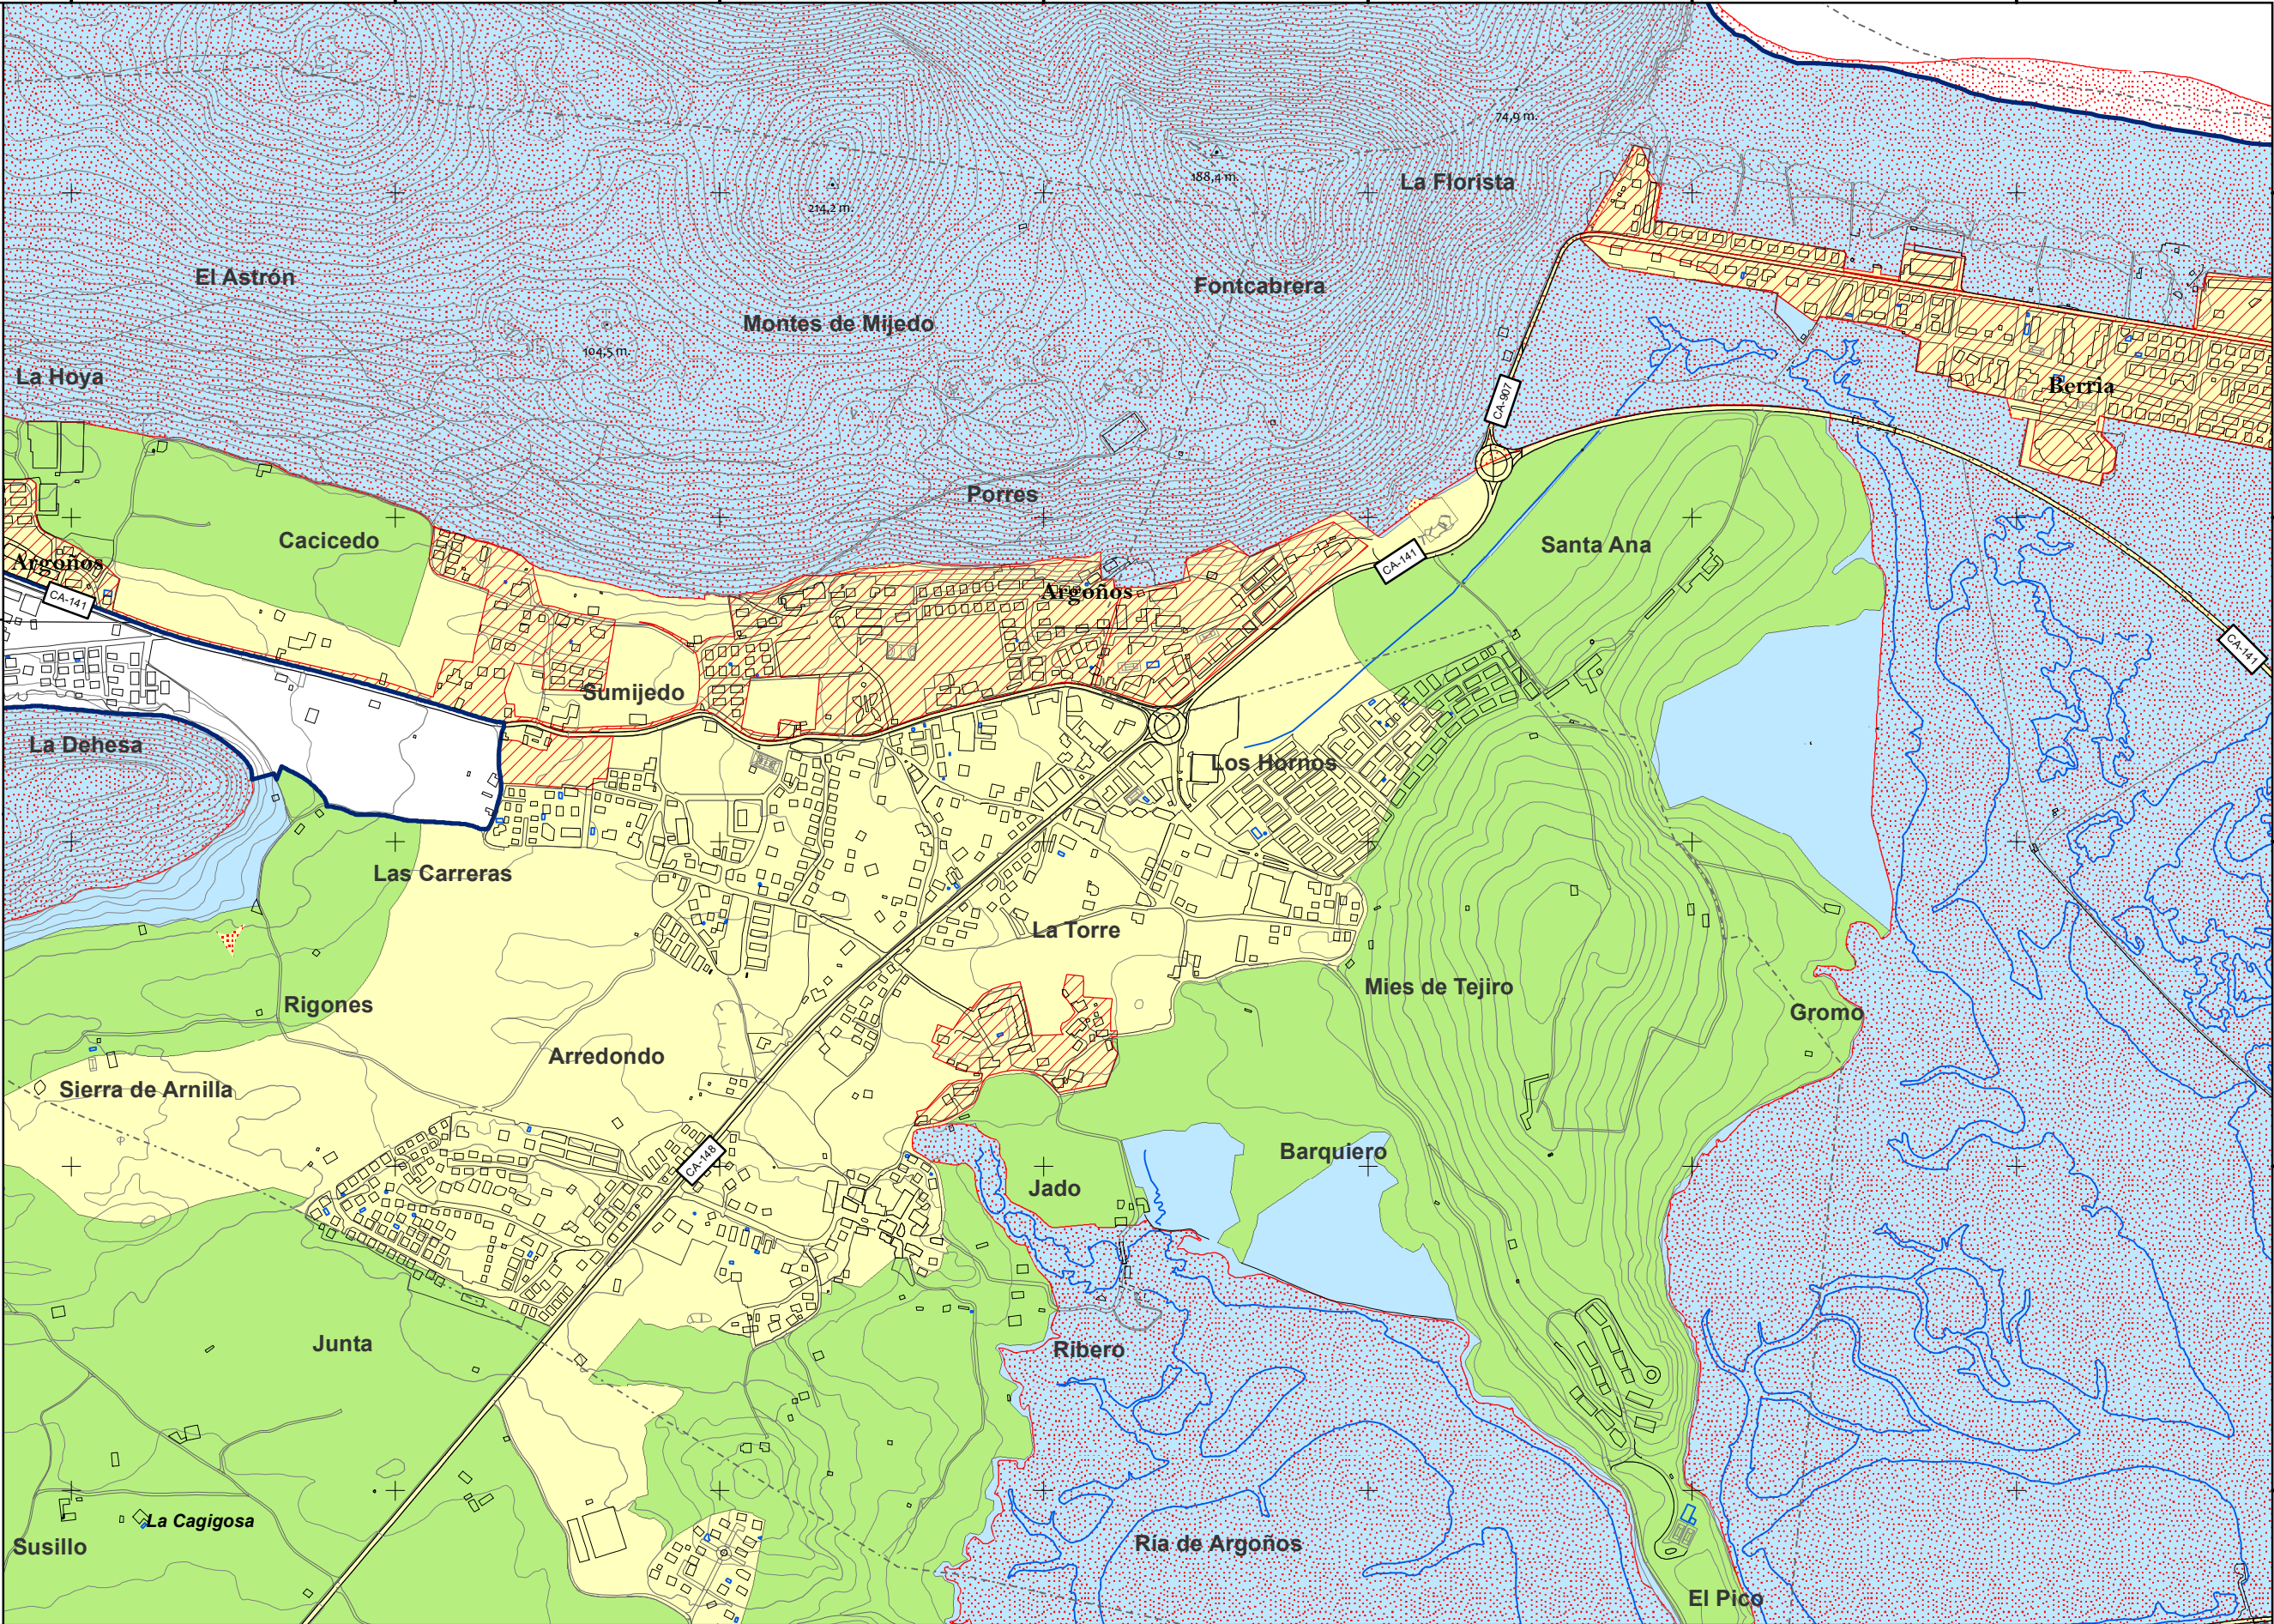 74,9 m.
188,4 m.
La Florista
214,2 m.
El Astrón
Fontcabrera
Montes de Mijedo
104,5 m.
La Hoya
Berria
CA-907
Porres
Cacicedo
Santa Ana
Argoños
CA-141
Argoños
CA-141
CA-141
Sumijedo
La Dehesa
Los Hornos
Las Carreras
La Torre
Mies de Tejiro
Rigones
Gromo
Arredondo
Sierra de Arnilla
CA-148
Barquiero
Jado
Junta
Ribero
La Cagigosa
Susillo
Ría de Argoños
El Pico